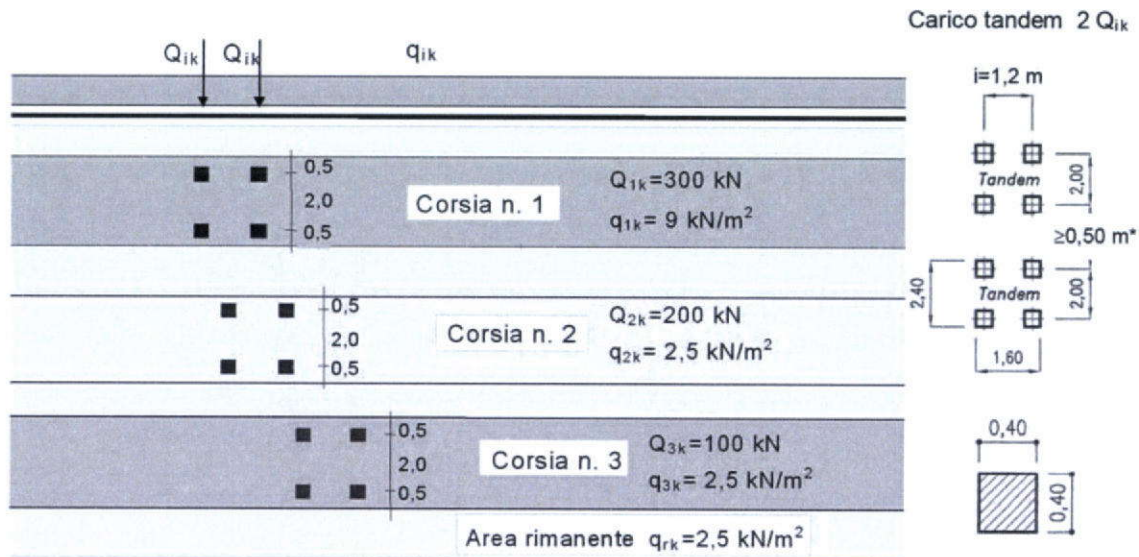 Carico tandem 2 Qik
Qik Qik qik
i=1,2 m
0,5
2,0
0,5
Corsia n. 1
Q1k=300 kN
q1k= 9 kN/m²
Tandem
2,00
≥0,50 m*
0,5
2,0
0,5
Corsia n. 2
Q2k=200 kN
q2k= 2,5 kN/m²
2,40
Tandem
2,00
1,60
0,5
2,0
0,5
Corsia n. 3
Q3k=100 kN
q3k= 2,5 kN/m²
0,40
0,40
Area rimanente qrk=2,5 kN/m²